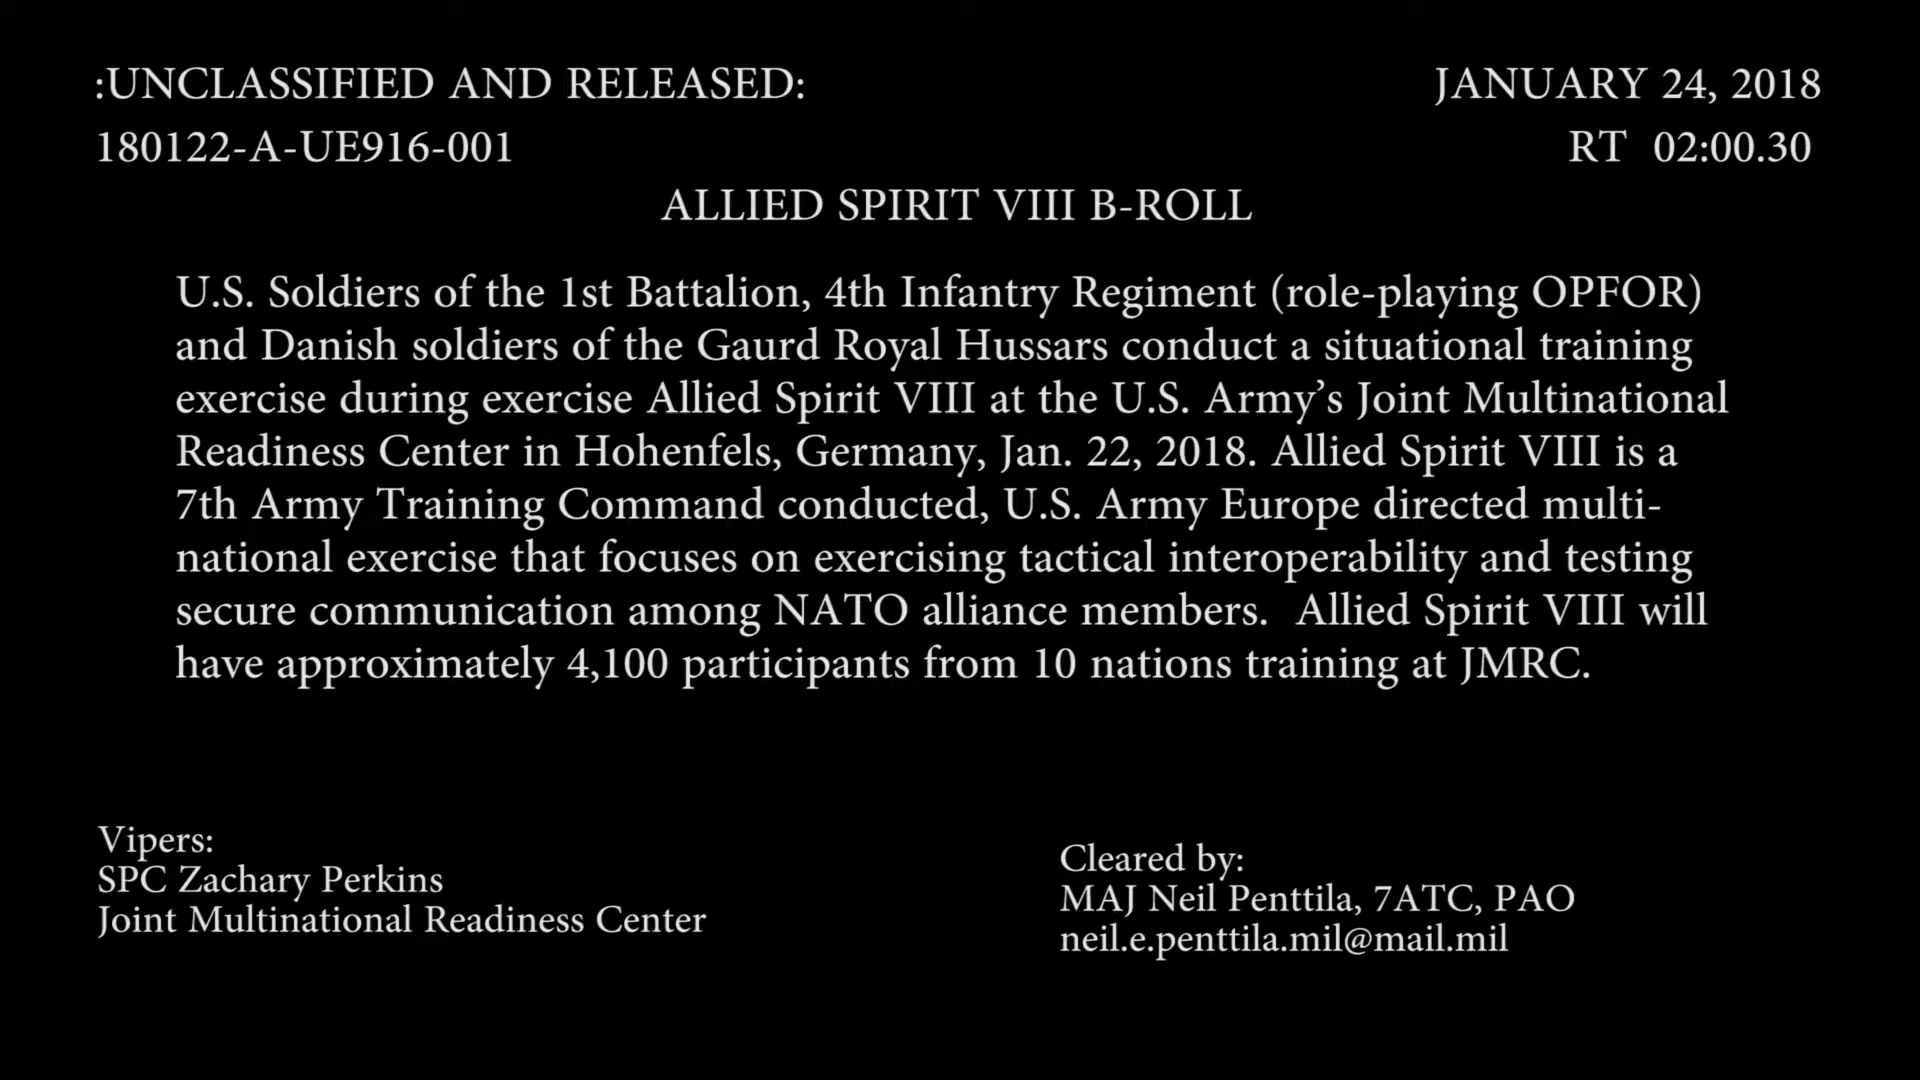 :UNCLASSIFIED AND RELEASED:
JANUARY 24, 2018
180122-A-UE916-001
RT 02:00.30
ALLIED SPIRIT VIII B-ROLL
U.S. Soldiers of the 1st Battalion, 4th Infantry Regiment (role-playing OPFOR)
and Danish soldiers of the Gaurd Royal Hussars conduct a situational training
exercise during exercise Allied Spirit VIII at the U.S. Army’s Joint Multinational
Readiness Center in Hohenfels, Germany, Jan. 22, 2018. Allied Spirit VIII is a
7th Army Training Command conducted, U.S. Army Europe directed multi-
national exercise that focuses on exercising tactical interoperability and testing
secure communication among NATO alliance members.  Allied Spirit VIII will
have approximately 4,100 participants from 10 nations training at JMRC.
Vipers:
SPC Zachary Perkins
Joint Multinational Readiness Center
Cleared by:
MAJ Neil Penttila, 7ATC, PAO
neil.e.penttila.mil@mail.mil